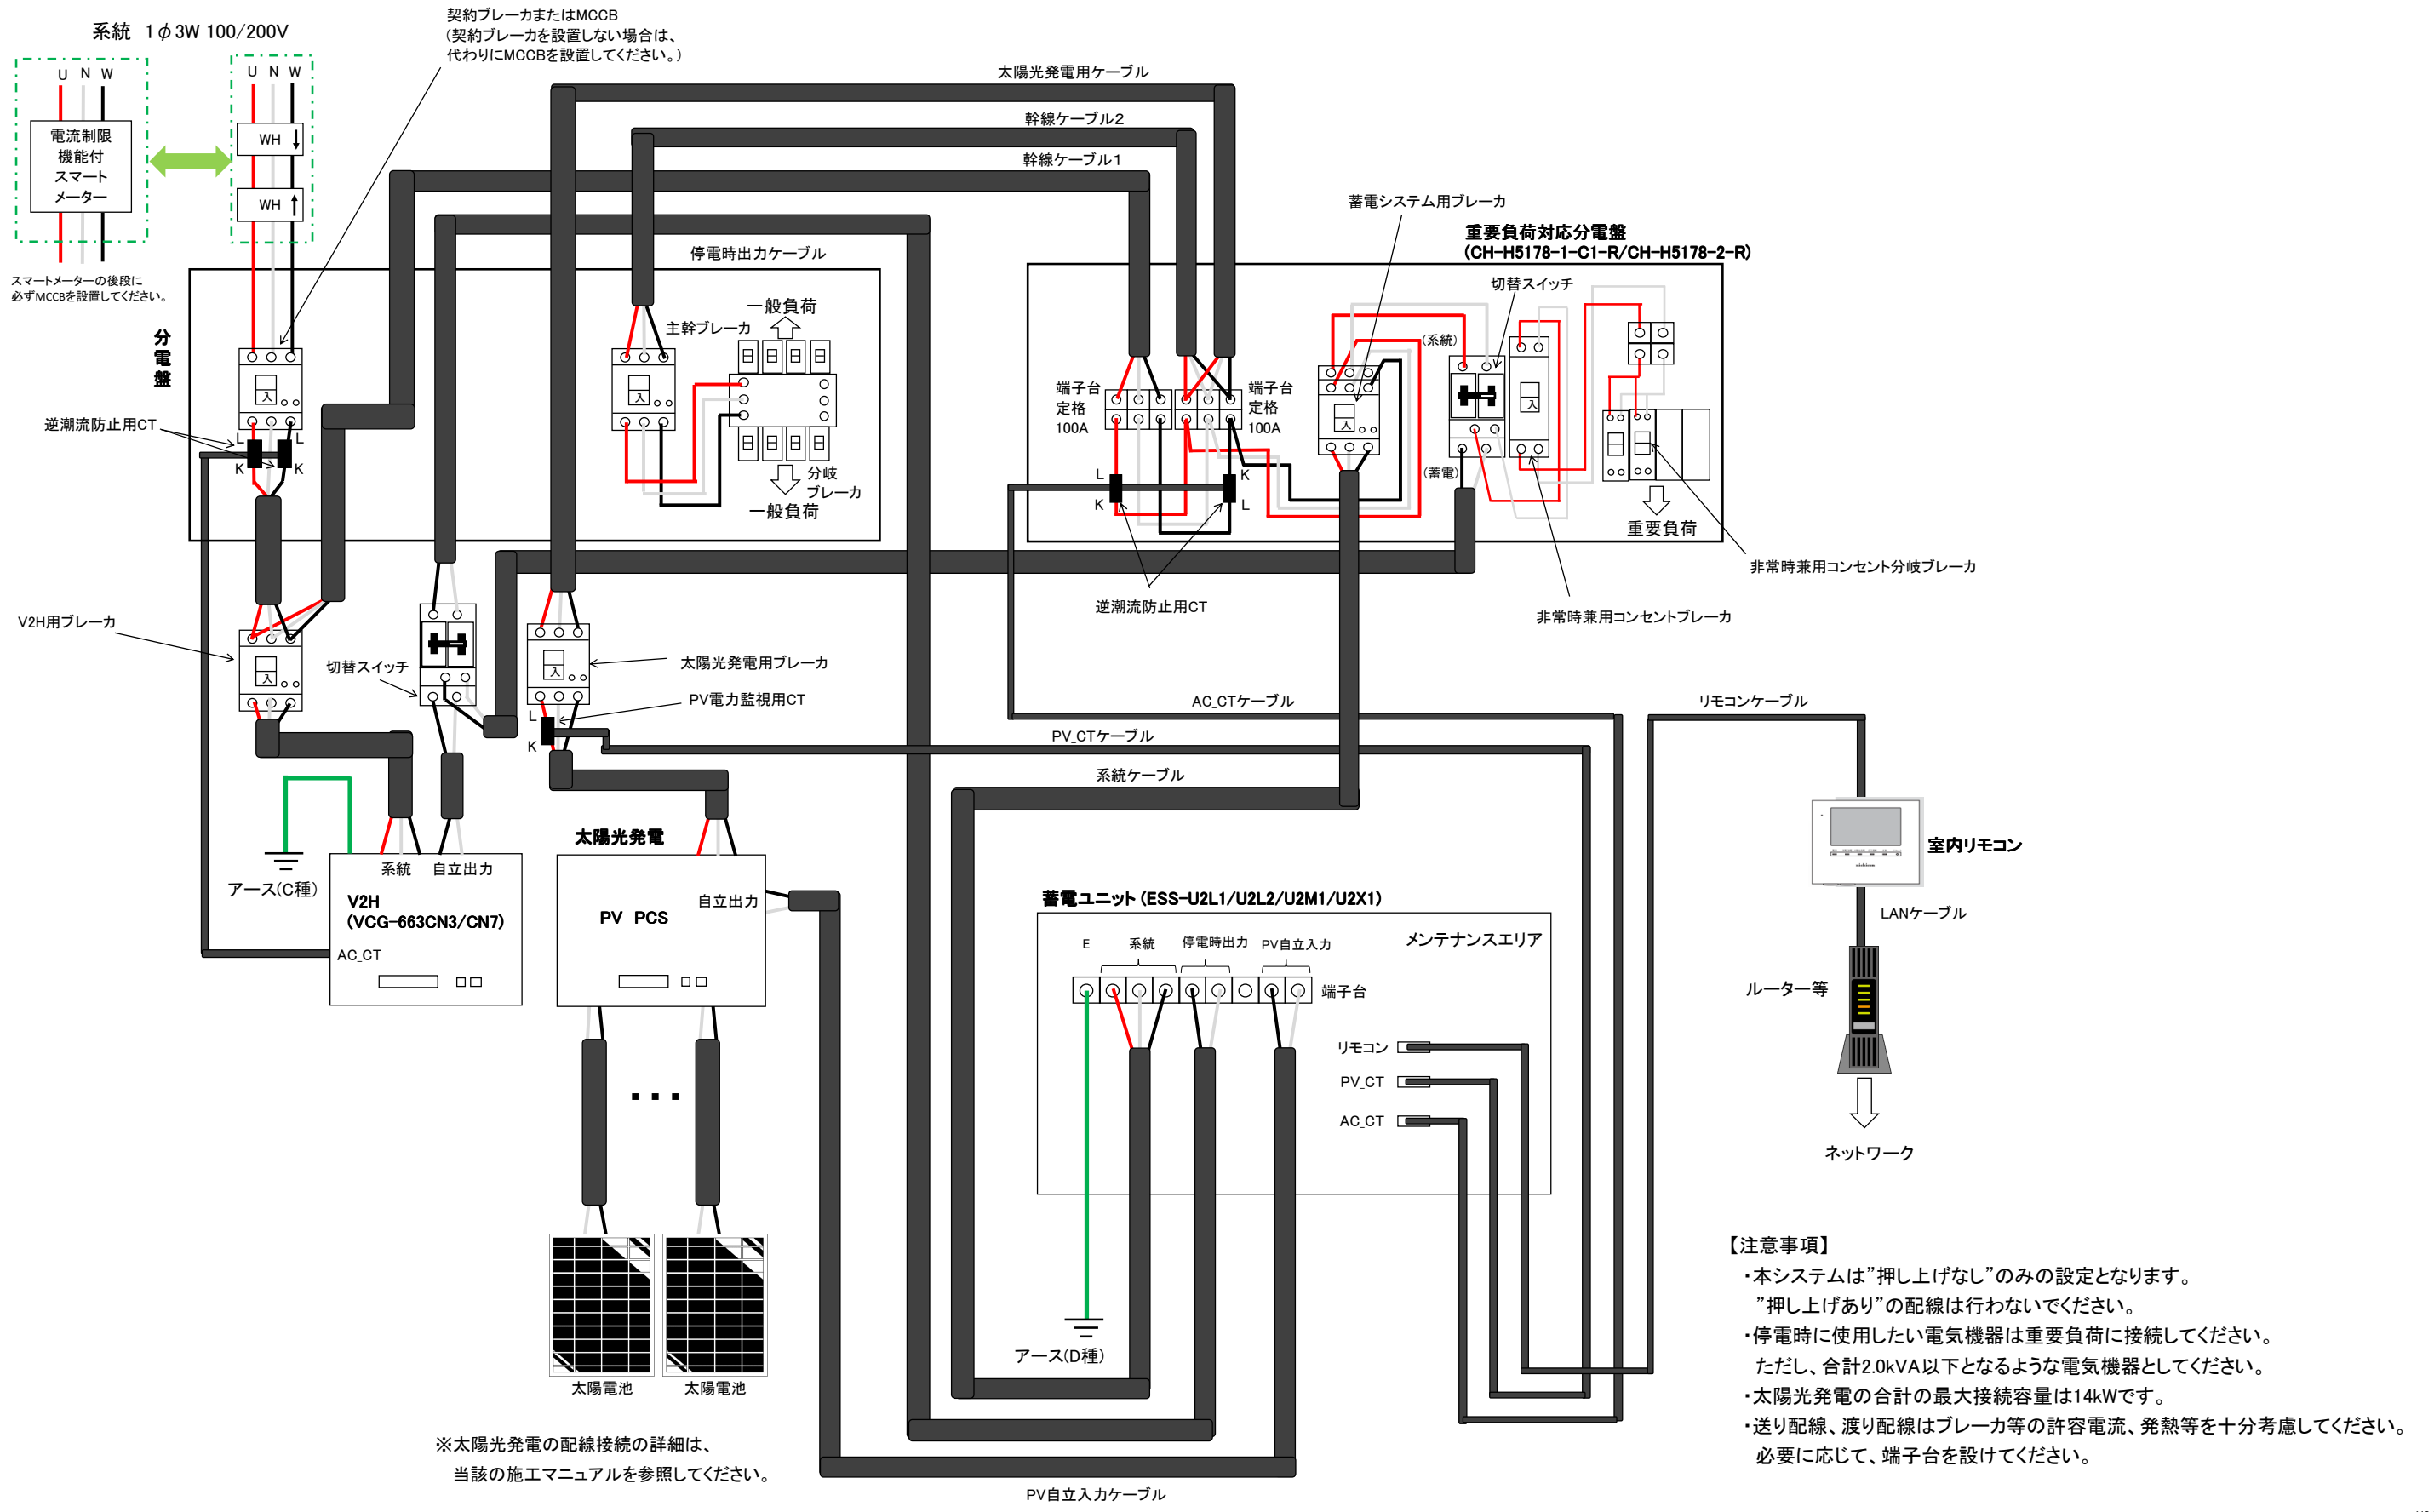 系統 1φ3W 100/200V
契約ブレーカまたはMCCB
(契約ブレーカを設置しない場合は、
代わりにMCCBを設置してください。)
U N W
U N W
電流制限
機能付
スマート
メーター
WH
WH
スマートメーターの後段に
必ずMCCBを設置してください。
太陽光発電用ケーブル
幹線ケーブル2
幹線ケーブル1
停電時出力ケーブル
蓄電システム用ブレーカ
重要負荷対応分電盤
(CH-H5178-1-C1-R/CH-H5178-2-R)
切替スイッチ
分電盤
一般負荷
主幹ブレーカ
入
入
分岐
ブレーカ
一般負荷
逆潮流防止用CT
L
L
K
K
端子台
定格
100A
端子台
定格
100A
(系統)
(蓄電)
入
入
L
K
K
L
重要負荷
非常時兼用コンセント分岐ブレーカ
逆潮流防止用CT
非常時兼用コンセントブレーカ
V2H用ブレーカ
入
切替スイッチ
入
太陽光発電用ブレーカ
PV電力監視用CT
L
K
AC_CTケーブル
リモコンケーブル
PV_CTケーブル
系統ケーブル
太陽光発電
アース(C種)
系統 自立出力
V2H
(VCG-663CN3/CN7)
AC_CT
自立出力
PV PCS
室内リモコン
LANケーブル
ルーター等
ネットワーク
蓄電ユニット(ESS-U2L1/U2L2/U2M1/U2X1)
メンテナンスエリア
E 系統 停電時出力 PV自立入力
端子台
リモコン
PV_CT
AC_CT
アース(D種)
太陽電池 太陽電池
※太陽光発電の配線接続の詳細は、
当該の施工マニュアルを参照してください。
PV自立入力ケーブル
【注意事項】
・本システムは”押し上げなし”のみの設定となります。
”押し上げあり”の配線は行わないでください。
・停電時に使用したい電気機器は重要負荷に接続してください。
ただし、合計2.0kVA以下となるような電気機器としてください。
・太陽光発電の合計の最大接続容量は14kWです。
・送り配線、渡り配線はブレーカ等の許容電流、発熱等を十分考慮してください。
必要に応じて、端子台を設けてください。